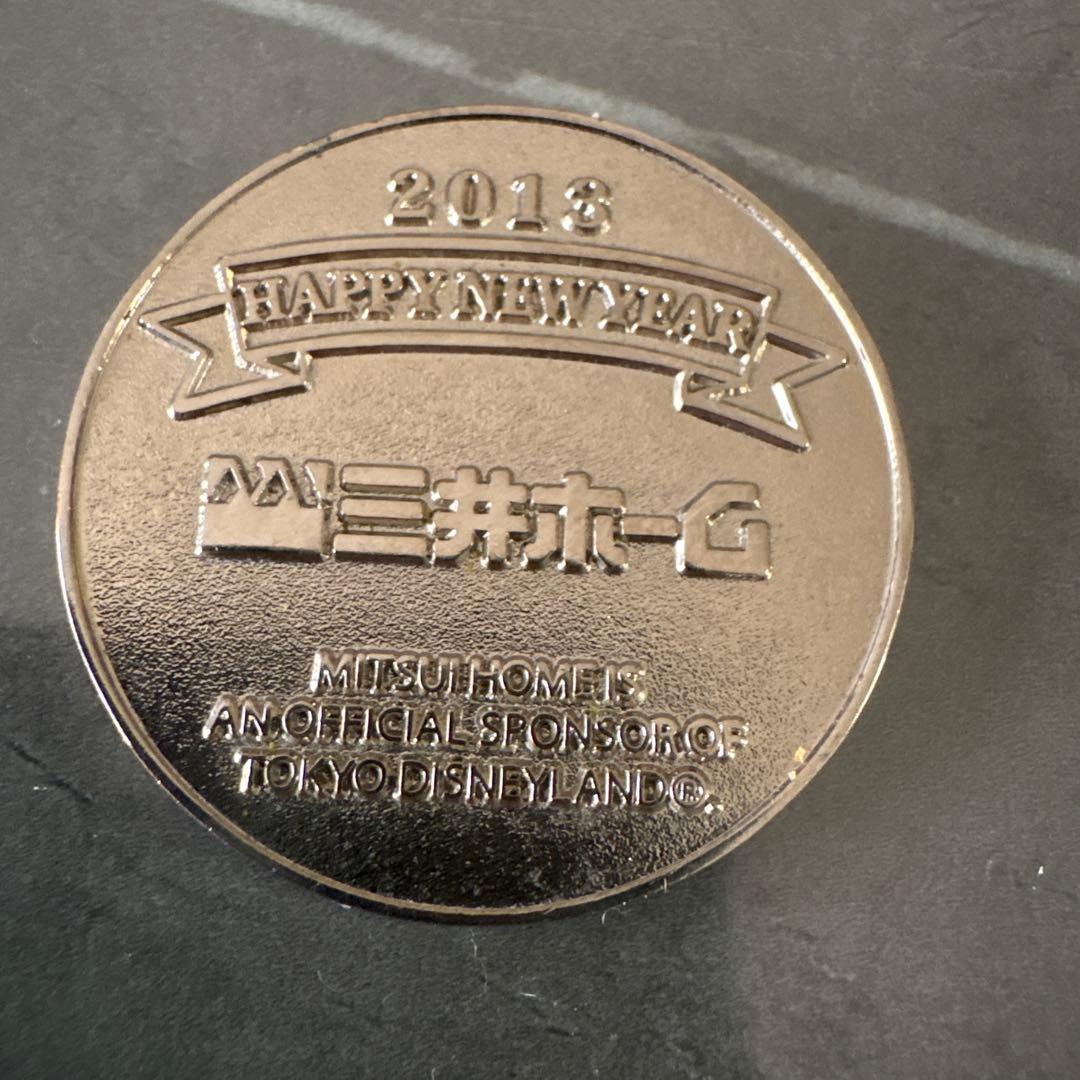 2013
HAPPY NEW YEAR
三井ホーム
MITSUI HOME IS
AN OFFICIAL SPONSOR OF
TOKYO DISNEYLAND®.